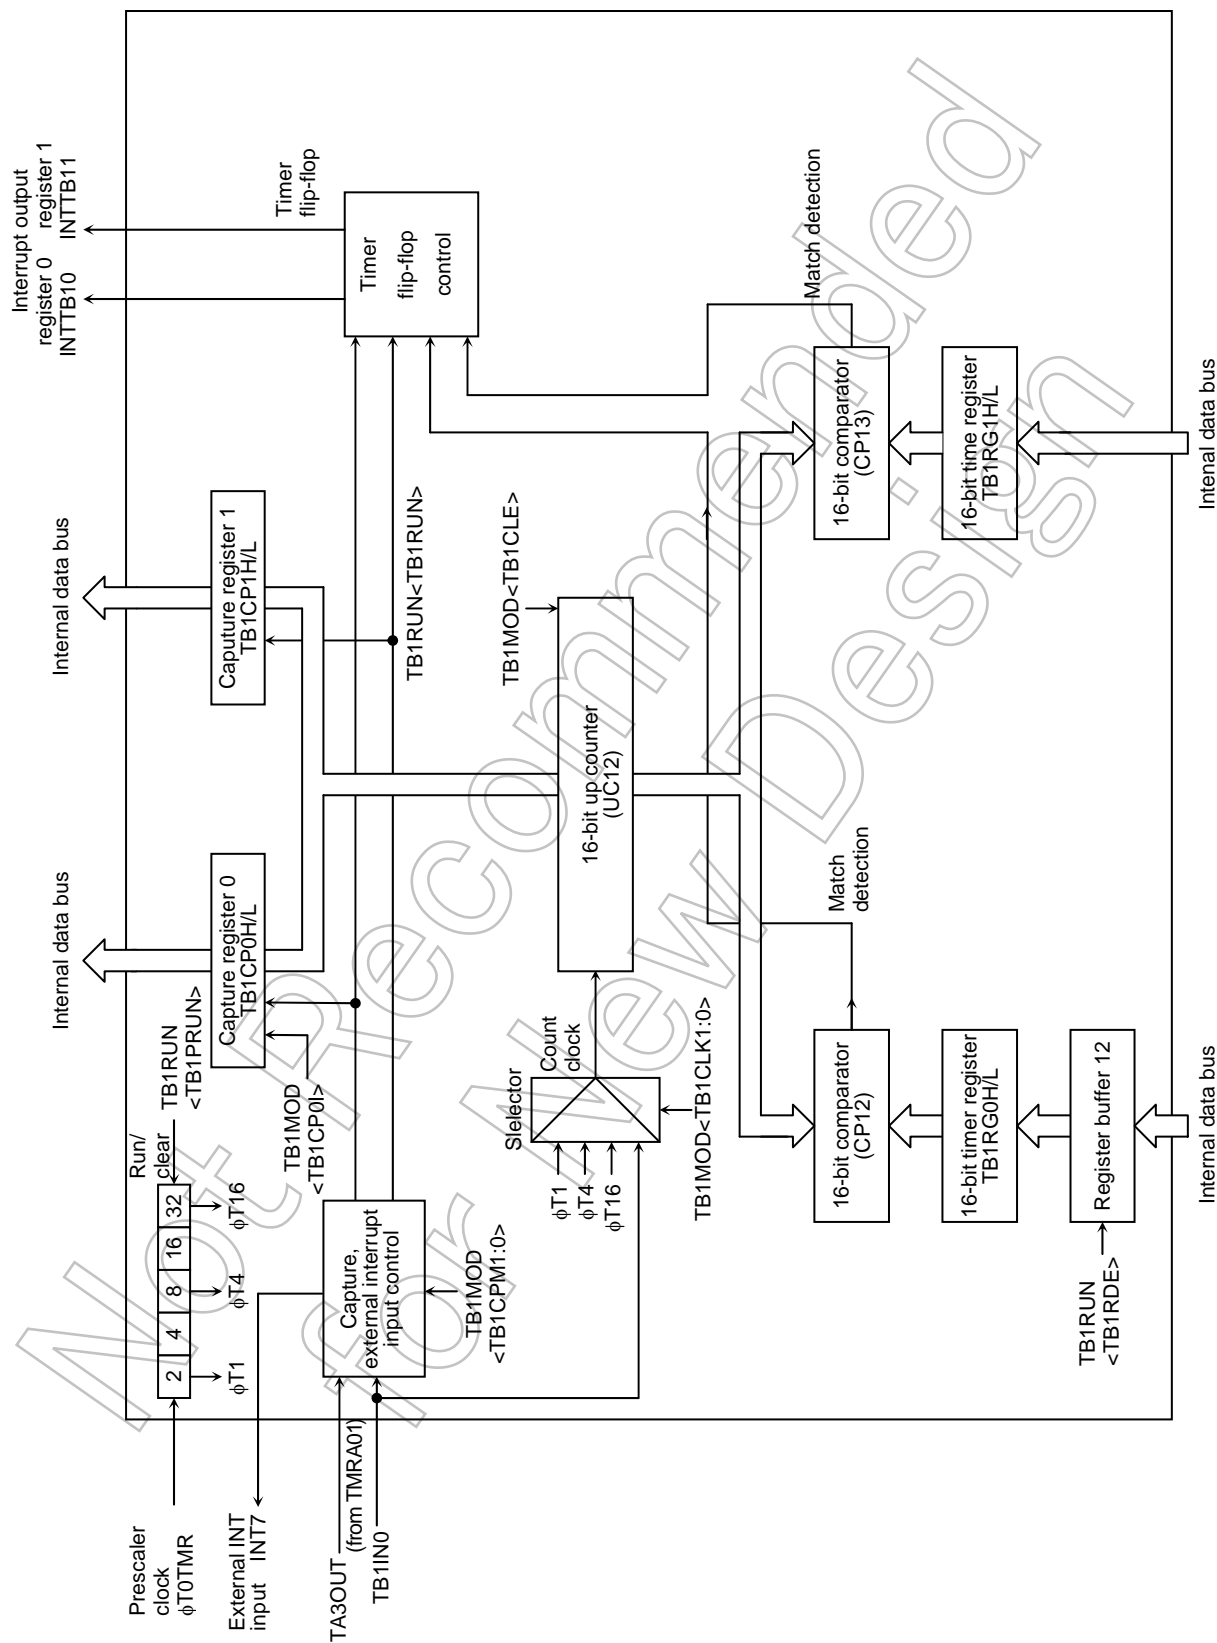 Prescaler
clock
ϕT0TMR
2 4 8 16 32
ϕT1
ϕT4
ϕT16
Run/
clear
TB1RUN
<TB1PRUN>
External INT
input INT7
TA3OUT
(from TMRA01)
TB1IN0
Capture,
external interrupt
input control
TB1MOD
<TB1CPM1:0>
TB1MOD
<TB1CP0I>
Internal data bus
Capture register 0
TB1CP0H/L
Internal data bus
Caputure register 1
TB1CP1H/L
TB1RUN<TB1RUN>
Interrupt output
register 0 register 1
INTTB10 INTTB11
Timer
flip-flop
Timer
flip-flop
control
Slelector
Count
clock
ϕT1
ϕT4
ϕT16
TB1MOD<TB1CLK1:0>
TB1MOD<TB1CLE>
16-bit up counter
(UC12)
Match
detection
Match detection
16-bit comparator
(CP12)
16-bit timer register
TB1RG0H/L
Register buffer 12
TB1RUN
<TB1RDE>
Internal data bus
16-bit comparator
(CP13)
16-bit time register
TB1RG1H/L
Internal data bus
Not Recommended
for New Design